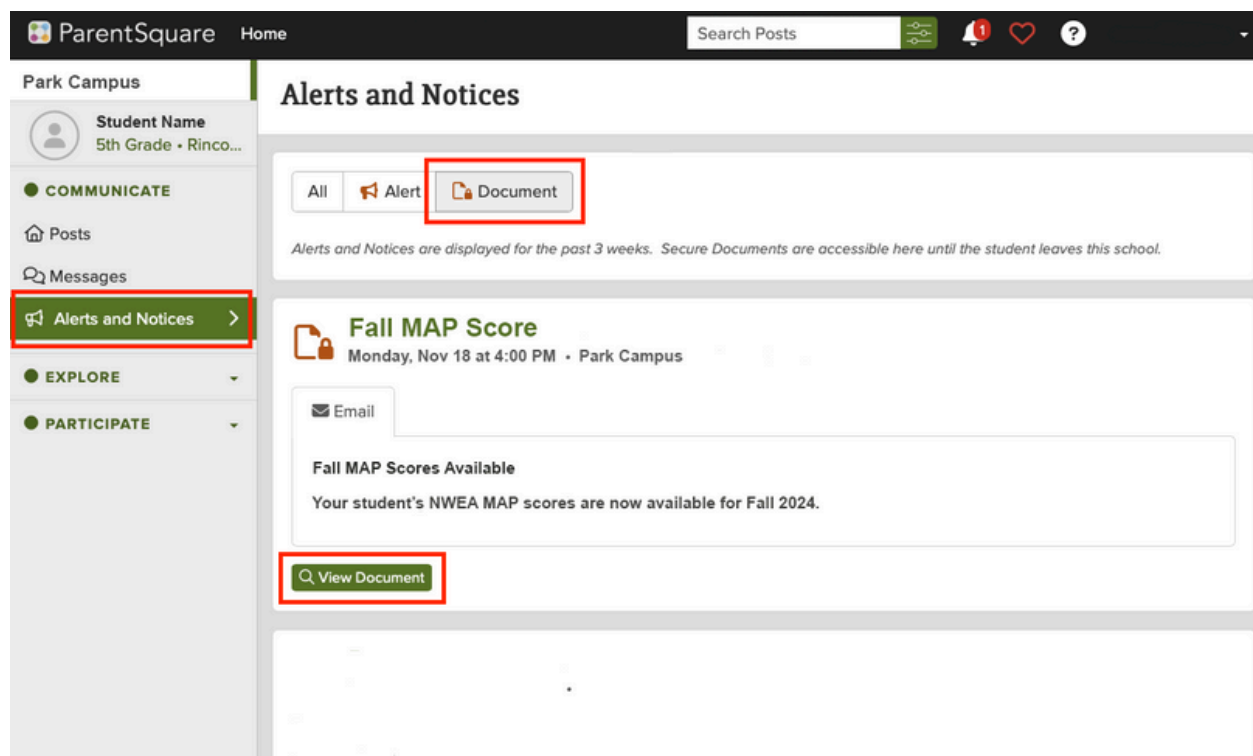 ParentSquare Home Search Posts 1 ?
Park Campus
Student Name
5th Grade • Rinco...
COMMUNICATE
Posts
Messages
Alerts and Notices
EXPLORE
PARTICIPATE
Alerts and Notices
All Alert Document
Alerts and Notices are displayed for the past 3 weeks. Secure Documents are accessible here until the student leaves this school.
Fall MAP Score
Monday, Nov 18 at 4:00 PM • Park Campus
Email
Fall MAP Scores Available
Your student's NWEA MAP scores are now available for Fall 2024.
View Document